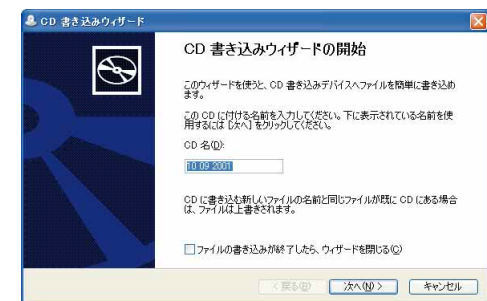 CD 書き込みウィザード
CD 書き込みウィザードの開始
このウィザードを使うと、CD 書き込みデバイスへファイルを簡単に書き込め
ます。
この CD に付ける名前を入力してください。下に表示されている名前を使
用するには [次へ] をクリックしてください。
CD 名(D):
10 09 2001
CD に書き込む新しいファイルの名前と同じファイルが既に CD にある場合
は、ファイルは上書きされます。
ファイルの書き込みが終了したら、ウィザードを閉じる(C)
< 戻る(B)
次へ(N) >
キャンセル